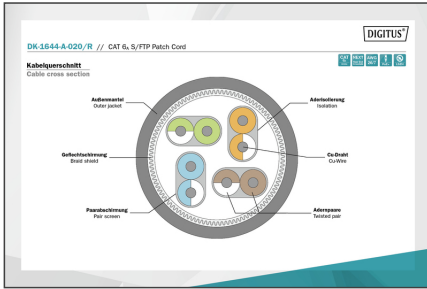 DIGITUS®
DK-1644-A-020/R // CAT 6A S/FTP Patch Cord
Kabelquerschnitt
Cable cross section
Außenmantel
Outer jacket
Aderisolierung
Isolation
Geflechtschirmung
Braid shield
Cu-Draht
Cu-Wire
Paarabschirmung
Pair screen
Aderpaare
Twisted pair